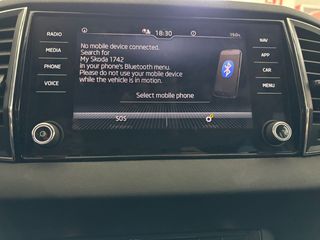 18:30
RADIO
MEDIA
PHONE
VOICE
No mobile device connected.
Search for
My Skoda 1742
in your phone's Bluetooth menu.
Please do not use your mobile device
while the vehicle is in motion.
Select mobile phone
SOS
NAV
APP
CAR
MENU